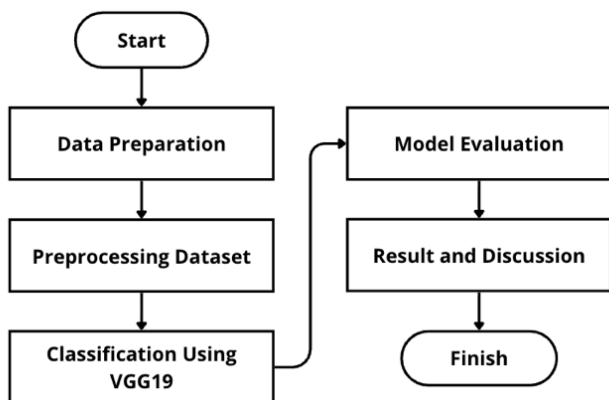 Start
Data Preparation
Preprocessing Dataset
Classification Using
VGG19
Model Evaluation
Result and Discussion
Finish